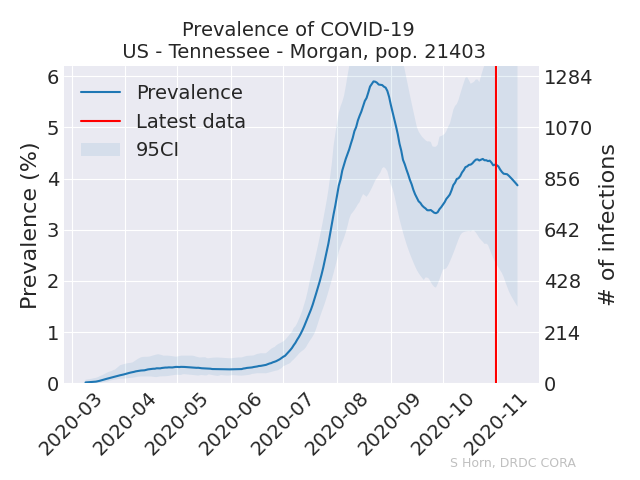 Prevalence of COVID-19
US - Tennessee - Morgan, pop. 21403
Prevalence
Latest data
95CI
Prevalence (%)
6
5
4
3
2
1
0
1284
1070
856
642
428
214
0
# of infections
2020-03
2020-04
2020-05
2020-06
2020-07
2020-08
2020-09
2020-10
2020-11
S Horn, DRDC CORA